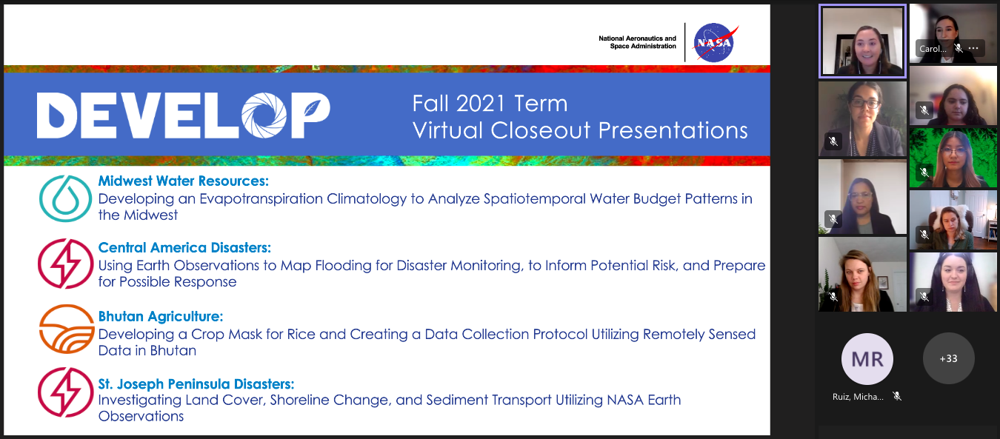 National Aeronautics and
Space Administration
NASA
DEVELOP
Fall 2021 Term
Virtual Closeout Presentations
Midwest Water Resources:
Developing an Evapotranspiration Climatology to Analyze Spatiotemporal Water Budget Patterns in
the Midwest
Central America Disasters:
Using Earth Observations to Map Flooding for Disaster Monitoring, to Inform Potential Risk, and Prepare
for Possible Response
Bhutan Agriculture:
Developing a Crop Mask for Rice and Creating a Data Collection Protocol Utilizing Remotely Sensed
Data in Bhutan
St. Joseph Peninsula Disasters:
Investigating Land Cover, Shoreline Change, and Sediment Transport Utilizing NASA Earth
Observations
Carol...
MR
+33
Ruiz, Micha...